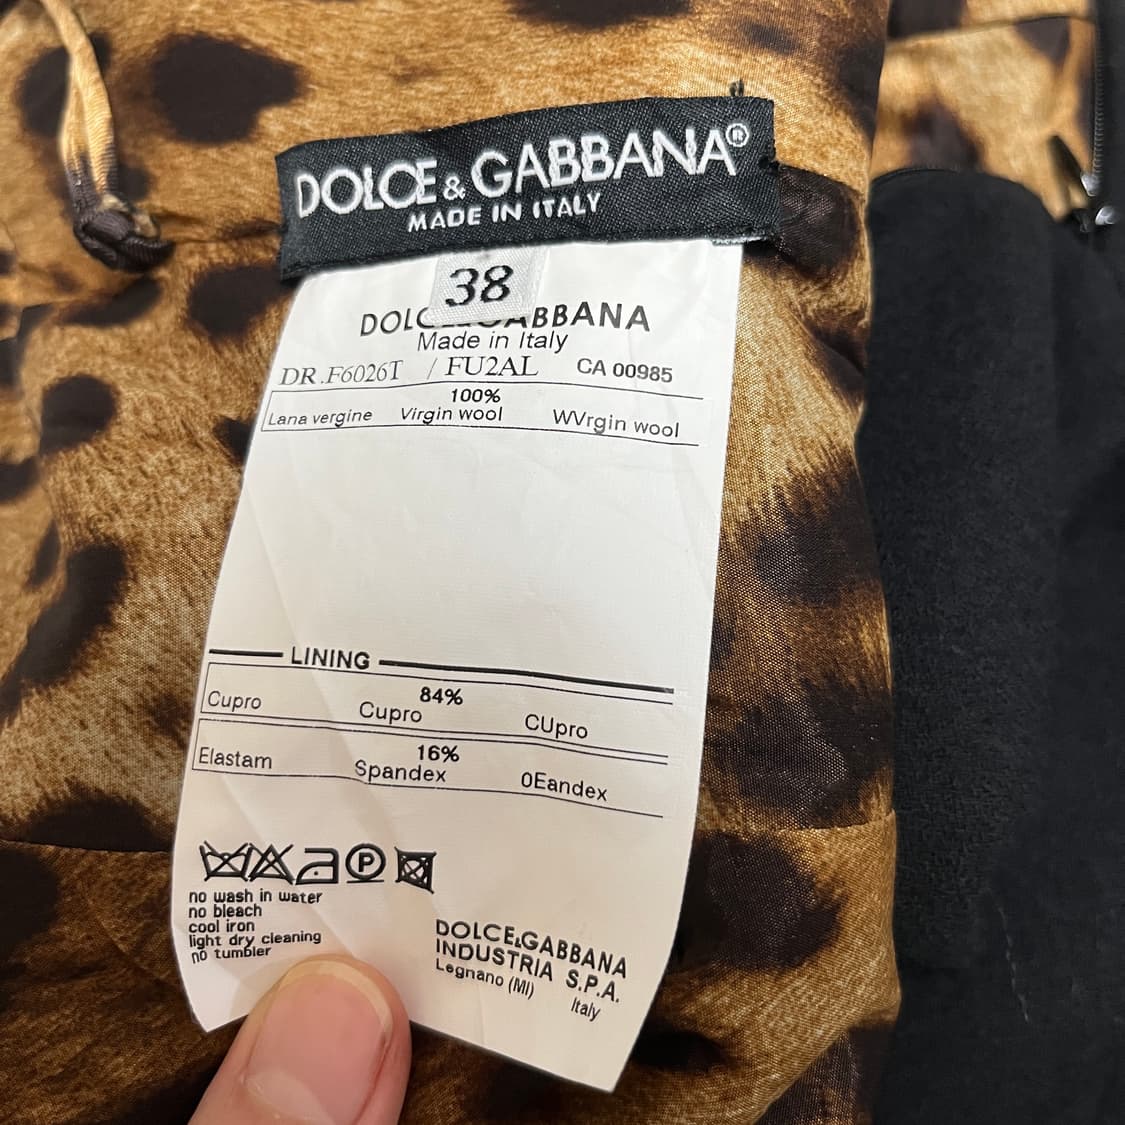 DOLCE & GABBANA®
MADE IN ITALY
38
DOLC GABBANA
Made in Italy
DR.F6026T / FU2AL CA 00985
100%
Lana vergine Virgin wool WVrgin wool
LINING
84%
Cupro Cupro CUpro
16%
Elastam Spandex 0Eandex
P
no wash in water
no bleach
cool iron
light dry cleaning
no tumbler
DOLCE&GABBANA
INDUSTRIA S.P.A.
Legnano (MI)
Italy